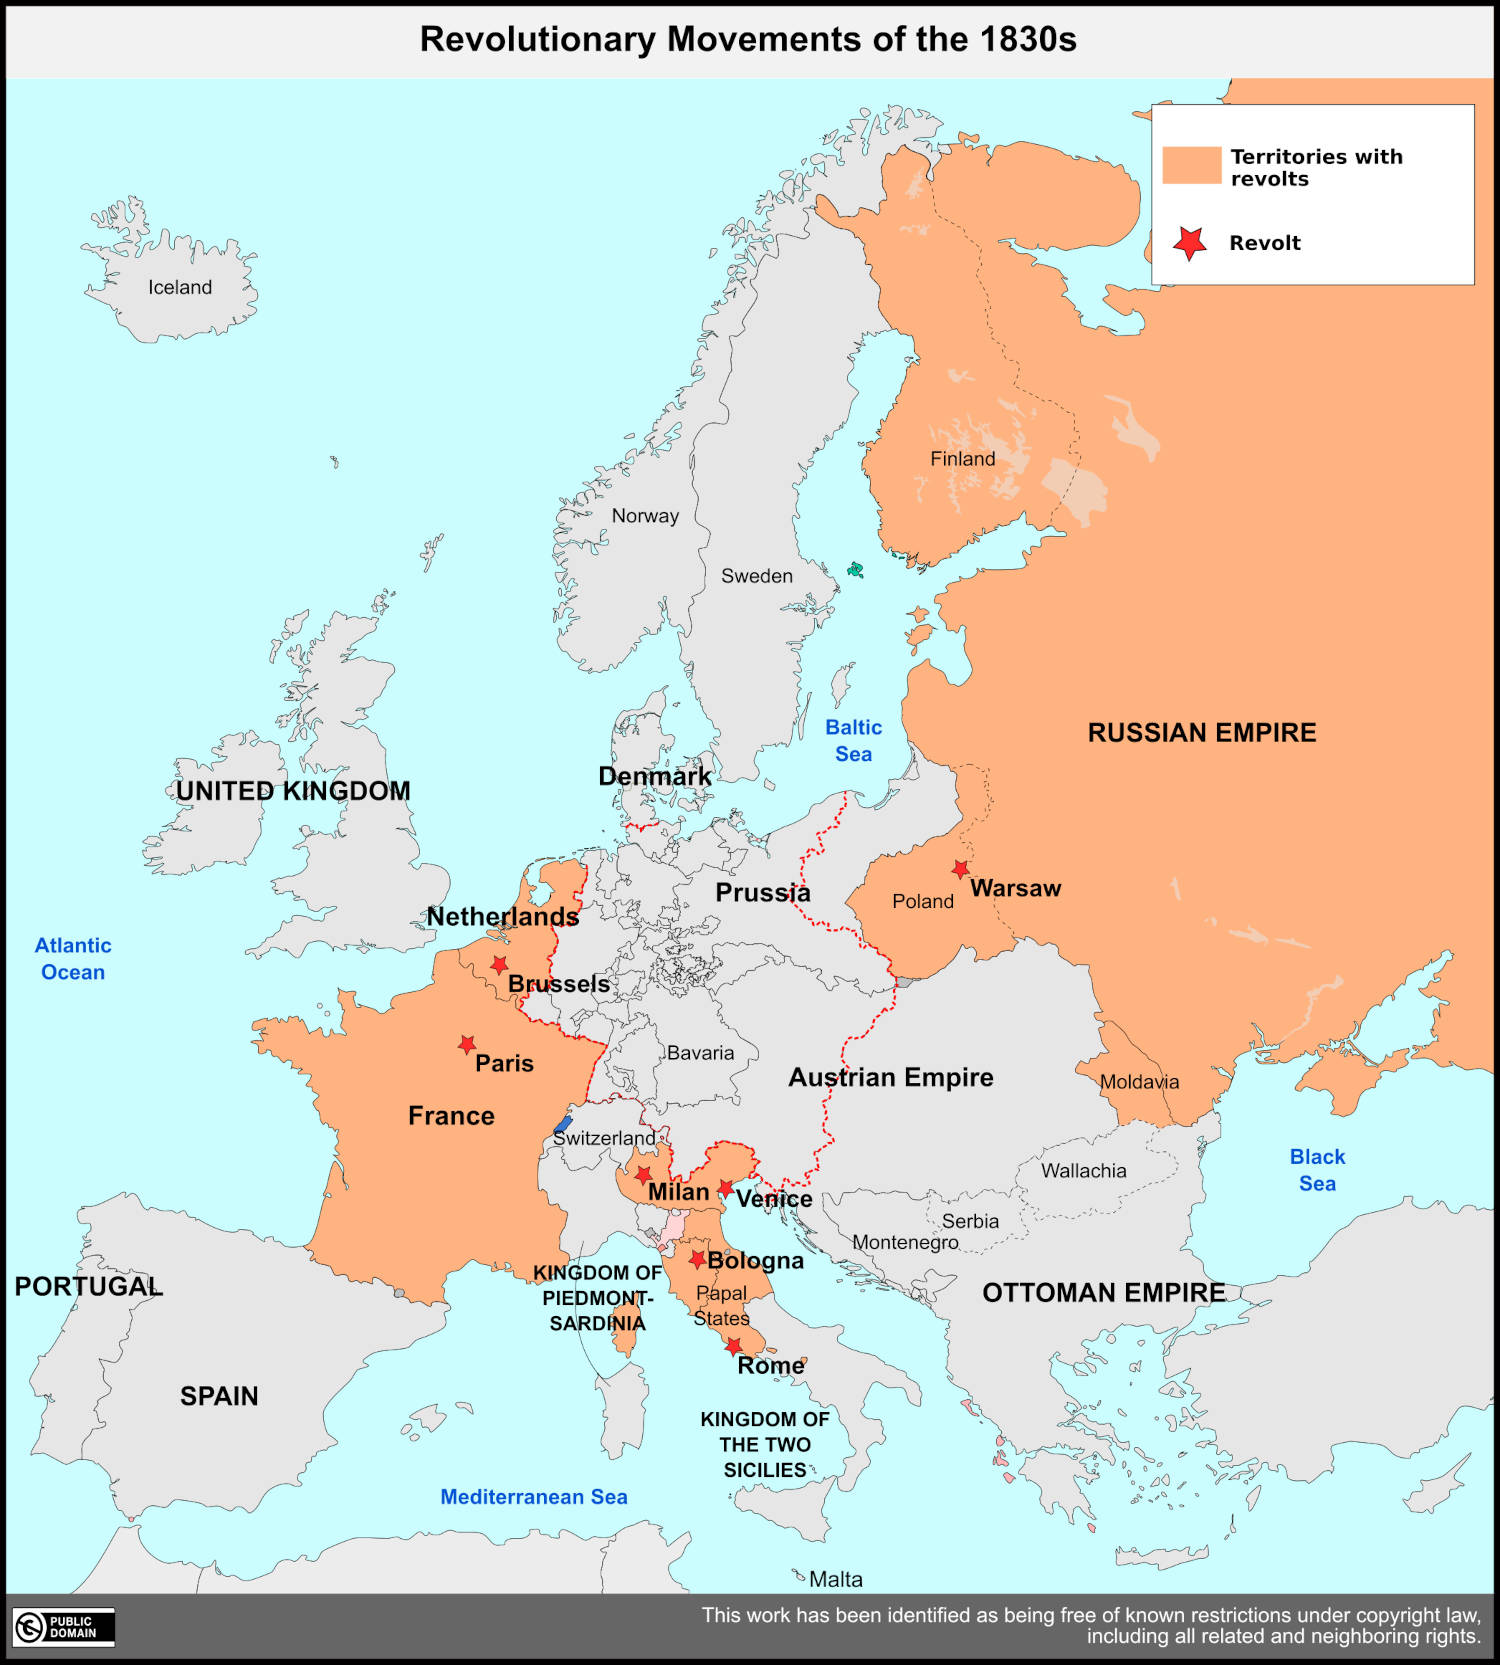 Revolutionary Movements of the 1830s
Territories with
revolts
Revolt
Iceland
Finland
Norway
Sweden
Baltic
Sea
RUSSIAN EMPIRE
Denmark
UNITED KINGDOM
Prussia
Poland
Warsaw
Netherlands
Atlantic
Ocean
Brussels
Paris
Bavaria
Austrian Empire
Moldavia
France
Switzerland
Wallachia
Black
Sea
Milan
Venice
Serbia
Montenegro
Bologna
PORTUGAL
KINGDOM OF
PIEDMONT-
SARDINIA
Papal
States
OTTOMAN EMPIRE
Rome
SPAIN
KINGDOM OF
THE TWO
SICILIES
Mediterranean Sea
Malta
PUBLIC
DOMAIN
This work has been identified as being free of known restrictions under copyright law,
including all related and neighboring rights.